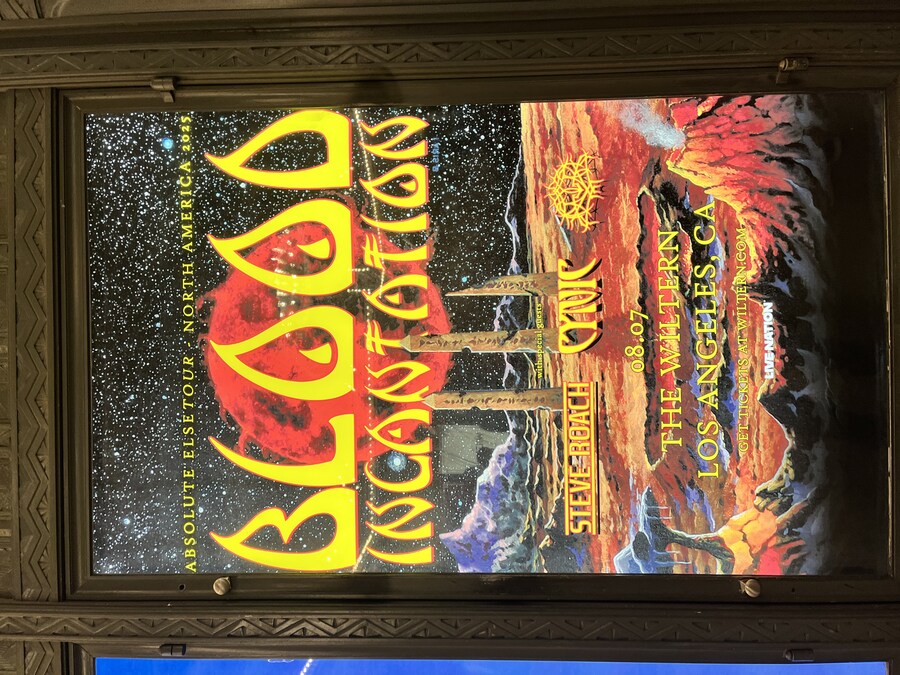 ABSOLUTE ELSETOUR NORTH AMERICA 2025
BLOOD
INCANTATION
with special guests
STEVE ROACH CYNIC
08.07
THE WILTERN
LOS ANGELES, CA
GET TICKETS AT WILTERN.COM
LIVE NATION